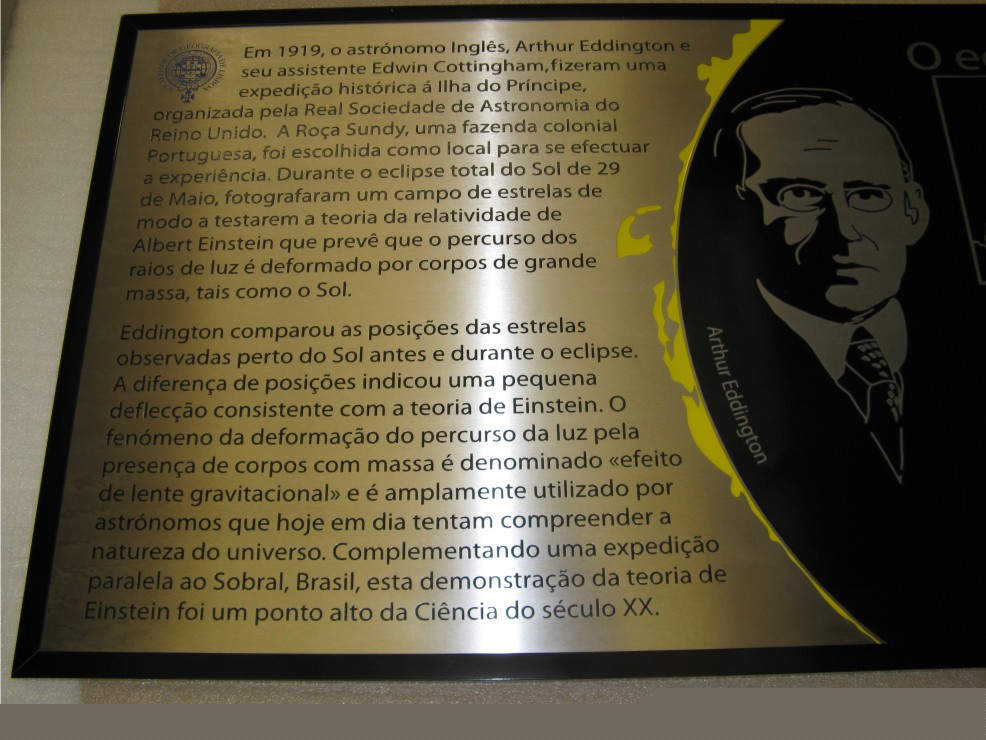 Em 1919, o astrónomo Inglês, Arthur Eddington e
seu assistente Edwin Cottingham, fizeram uma
expedição histórica á Ilha do Príncipe,
organizada pela Real Sociedade de Astronomia do
Reino Unido. A Roça Sundy, uma fazenda colonial
Portuguesa, foi escolhida como local para se efectuar
a experiência. Durante o eclipse total do Sol de 29
de Maio, fotografaram um campo de estrelas de
modo a testarem a teoria da relatividade de
Albert Einstein que prevê que o percurso dos
raios de luz é deformado por corpos de grande
massa, tais como o Sol.
Eddington comparou as posições das estrelas
observadas perto do Sol antes e durante o eclipse.
A diferença de posições indicou uma pequena
deflecção consistente com a teoria de Einstein. O
fenómeno da deformação do percurso da luz pela
presença de corpos com massa é denominado «efeito
de lente gravitacional» e é amplamente utilizado por
astrónomos que hoje em dia tentam compreender a
natureza do universo. Complementando uma expedição
paralela ao Sobral, Brasil, esta demonstração da teoria de
Einstein foi um ponto alto da Ciência do século XX.
Arthur Eddington
O